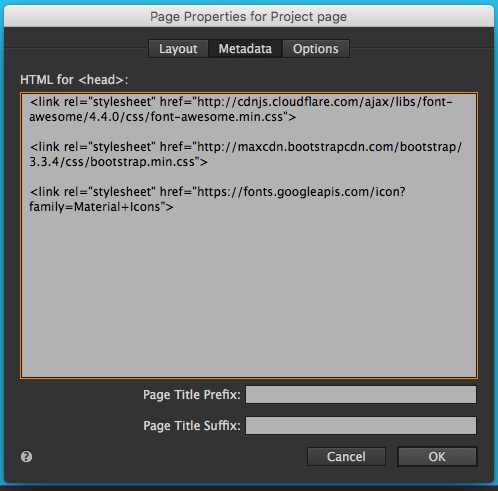 Page Properties for Project page
Layout Metadata Options
HTML for <head>:
<link rel="stylesheet" href="http://cdnjs.cloudflare.com/ajax/libs/font-
awesome/4.4.0/css/font-awesome.min.css">
<link rel="stylesheet" href="http://maxcdn.bootstrapcdn.com/bootstrap/
3.3.4/css/bootstrap.min.css">
<link rel="stylesheet" href="https://fonts.googleapis.com/icon?
family=Material+Icons">
Page Title Prefix:
Page Title Suffix:
? Cancel OK